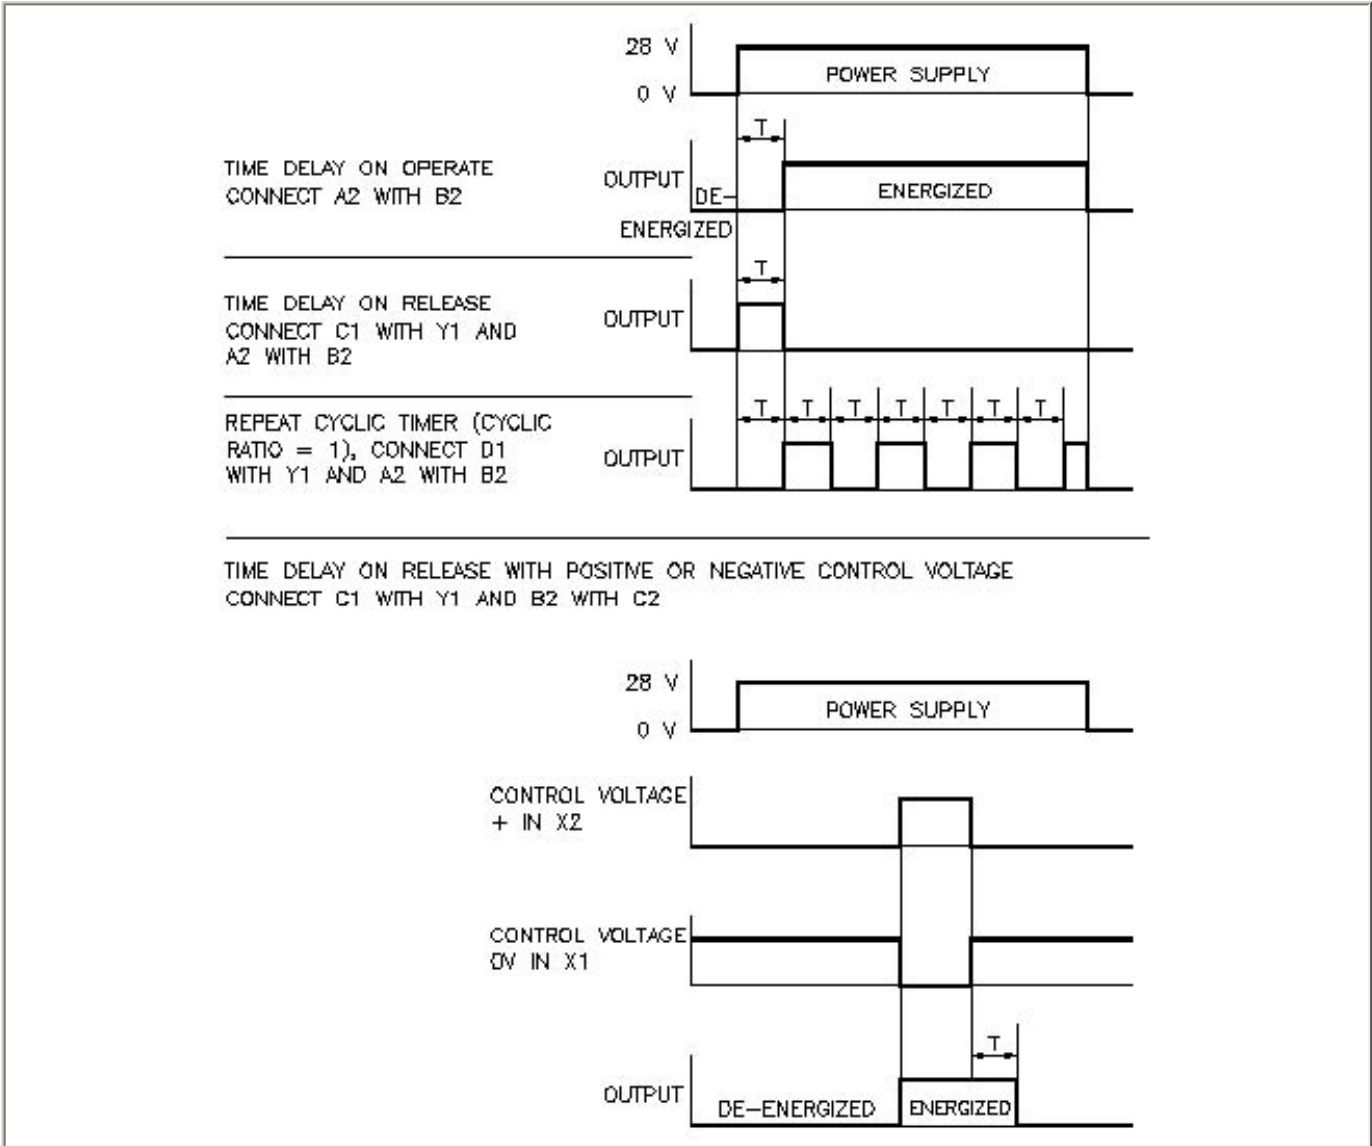 28 V
POWER SUPPLY
0 V
T
TIME DELAY ON OPERATE
CONNECT A2 WITH B2
OUTPUT
DE-
ENERGIZED
ENERGIZED
T
TIME DELAY ON RELEASE
CONNECT C1 WITH Y1 AND
A2 WITH B2
OUTPUT
REPEAT CYCLIC TIMER (CYCLIC
RATIO = 1), CONNECT D1
WITH Y1 AND A2 WITH B2
OUTPUT
T T T T T T T
TIME DELAY ON RELEASE WITH POSITIVE OR NEGATIVE CONTROL VOLTAGE
CONNECT C1 WITH Y1 AND B2 WITH C2
28 V
POWER SUPPLY
0 V
CONTROL VOLTAGE
+ IN X2
CONTROL VOLTAGE
0V IN X1
T
OUTPUT
DE-ENERGIZED ENERGIZED